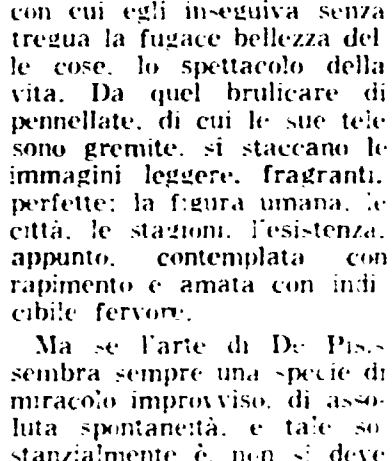 con cui egli inseguiva senza
tregua la fugace bellezza del
le cose, lo spettacolo della
vita. Da quel brulicare di
pennellate, di cui le sue tele
sono gremite, si staccano le
immagini leggere, fragranti,
perfette: la figura umana, le
città, le stagioni, l'esistenza,
appunto, contemplata con
rapimento e amata con indi
cibile fervore.
Ma se l'arte di De Pisis
sembra sempre una specie di
miracolo improvviso, di asso-
luta spontaneità, e tale so
stanzialmente è, non si deve